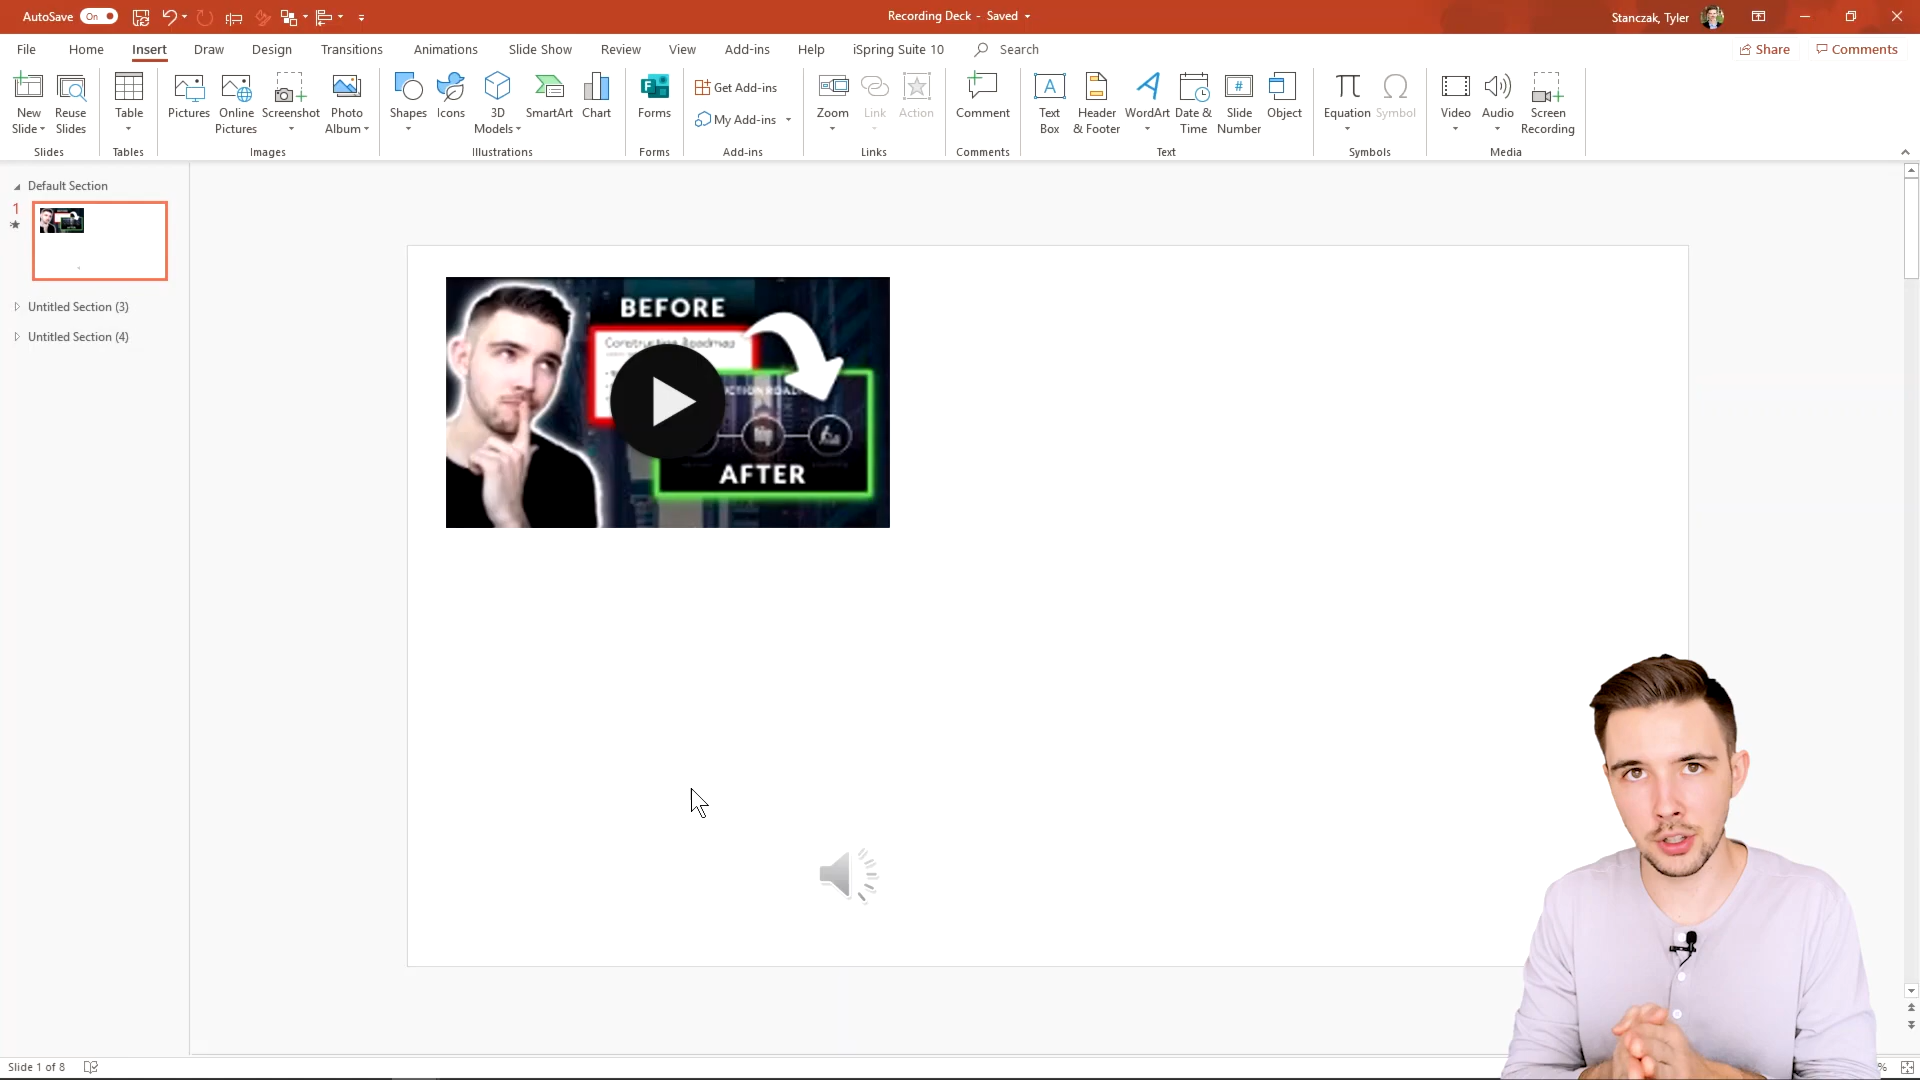 AutoSave On
Recording Deck - Saved
Stanczak, Tyler
File Home Insert Draw Design Transitions Animations Slide Show Review View Add-ins Help iSpring Suite 10 Search
Share Comments
New Slide
Reuse Slides
Table
Pictures
Online Pictures
Screenshot
Photo Album
Shapes
Icons
3D Models
SmartArt
Chart
Forms
Get Add-ins
My Add-ins
Zoom
Link
Action
Comment
Text Box
Header & Footer
WordArt
Date & Time
Slide Number
Object
Equation
Symbol
Video
Audio
Screen Recording
Slides Tables Images Illustrations Forms Add-ins Links Comments Text Symbols Media
Default Section
1
Untitled Section (3)
Untitled Section (4)
BEFORE
Construction Roadmap
AFTER
Slide 1 of 8
%